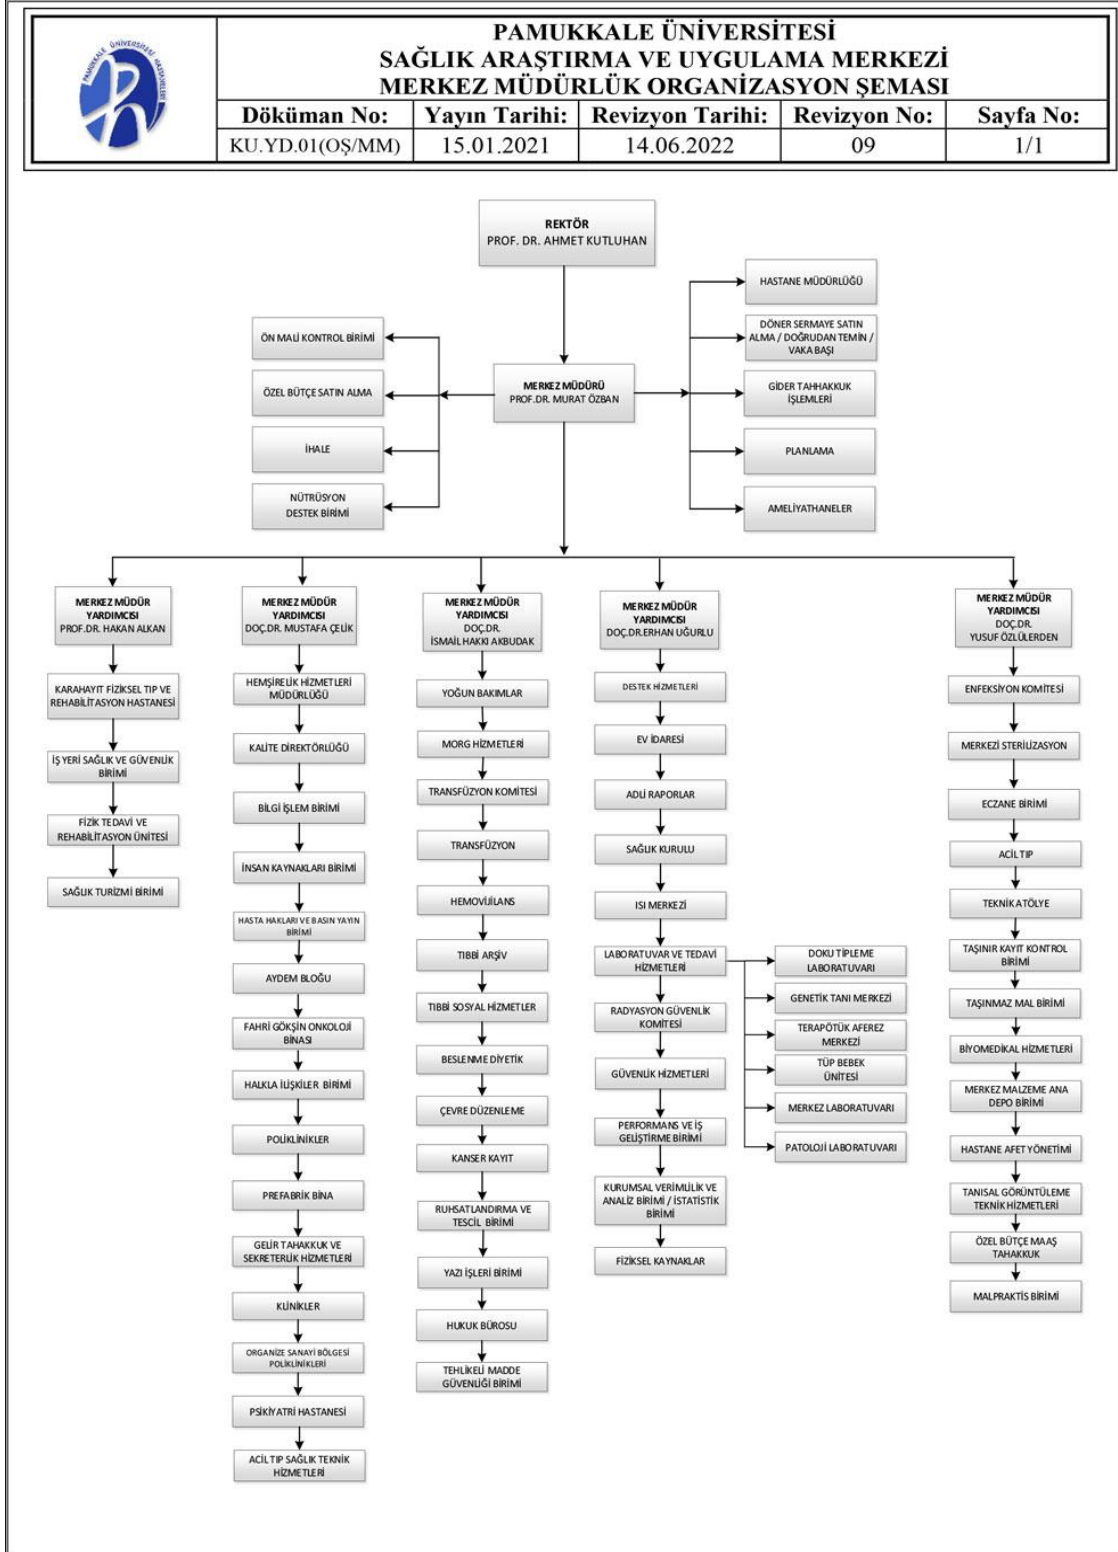 PAMUKKALE ÜNİVERSİTESİ HASTANELERİ
PAMUKKALE ÜNİVERSİTESİ
SAĞLIK ARAŞTIRMA VE UYGULAMA MERKEZİ
MERKEZ MÜDÜRLÜK ORGANİZASYON ŞEMASI
Döküman No: Yayın Tarihi: Revizyon Tarihi: Revizyon No: Sayfa No:
KU.YD.01(OŞ/MM) 15.01.2021 14.06.2022 09 1/1
REKTÖR
PROF. DR. AHMET KUTLUHAN
MERKEZ MÜDÜRÜ
PROF.DR. MURAT ÖZBAN
ÖN MALİ KONTROL BİRİMİ
ÖZEL BÜTÇE SATIN ALMA
İHALE
NÜTRÜSYON
DESTEK BİRİMİ
HASTANE MÜDÜRLÜĞÜ
DÖNER SERMAYE SATIN
ALMA / DOĞRUDAN TEMİN /
VAKA BAŞI
GİDER TAHHAKKUK
İŞLEMLERİ
PLANLAMA
AMELİYATHANELER
MERKEZ MÜDÜR
YARDIMCISI
PROF.DR. HAKAN ALKAN
KARAHAYIT FİZİKSEL TIP VE
REHABİLİTASYON HASTANESİ
İŞ YERİ SAĞLIK VE GÜVENLİK
BİRİMİ
FİZİK TEDAVİ VE
REHABİLİTASYON ÜNİTESİ
SAĞLIK TURİZMİ BİRİMİ
MERKEZ MÜDÜR
YARDIMCISI
DOÇ.DR. MUSTAFA ÇELİK
HEMŞİRELİK HİZMETLERİ
MÜDÜRLÜĞÜ
KALİTE DİREKTÖRLÜĞÜ
BİLGİ İŞLEM BİRİMİ
İNSAN KAYNAKLARI BİRİMİ
HASTA HAKLARI VE BASIN YAYIN
BİRİMİ
AYDEM BLOĞU
FAHRİ GÖKŞİN ONKOLOJİ
BİNASI
HALKLA İLİŞKİLER BİRİMİ
POLİKLİNİKLER
PREFABRİK BİNA
GELİR TAHAKKUK VE
SEKRETERLİK HİZMETLERİ
KLİNİKLER
ORGANİZE SANAYİ BÖLGESİ
POLİKLİNİKLERİ
PSİKİYATRİ HASTANESİ
ACİL TIP SAĞLIK TEKNİK
HİZMETLERİ
MERKEZ MÜDÜR
YARDIMCISI
DOÇ.DR.
İSMAİL HAKKI AKBUDAK
YOĞUN BAKIMLAR
MORG HİZMETLERİ
TRANSFÜZYON KOMİTESİ
TRANSFÜZYON
HEMOVİJİLANS
TIBBİ ARŞİV
TIBBİ SOSYAL HİZMETLER
BESLENME DİYETİK
ÇEVRE DÜZENLEME
KANSER KAYIT
RUHSATLANDIRMA VE
TESCİL BİRİMİ
YAZI İŞLERİ BİRİMİ
HUKUK BÜROSU
TEHLİKELİ MADDE
GÜVENLİĞİ BİRİMİ
MERKEZ MÜDÜR
YARDIMCISI
DOÇ.DR.ERHAN UĞURLU
DESTEK HİZMETLERİ
EV İDARESİ
ADLİ RAPORLAR
SAĞLIK KURULU
ISI MERKEZİ
LABORATUVAR VE TEDAVİ
HİZMETLERİ
RADYASYON GÜVENLİK
KOMİTESİ
GÜVENLİK HİZMETLERİ
PERFORMANS VE İŞ
GELİŞTİRME BİRİMİ
KURUMSAL VERİMLİLİK VE
ANALİZ BİRİMİ / İSTATİSTİK
BİRİMİ
FİZİKSEL KAYNAKLAR
DOKU TİPLEME
LABORATUVARI
GENETİK TANI MERKEZİ
TERAPÖTÜK AFEREZ
MERKEZİ
TÜP BEBEK
ÜNİTESİ
MERKEZ LABORATUVARI
PATOLOJİ LABORATUVARI
MERKEZ MÜDÜR
YARDIMCISI
DOÇ.DR.
YUSUF ÖZLÜLERDEN
ENFEKSİYON KOMİTESİ
MERKEZİ STERİLİZASYON
ECZANE BİRİMİ
ACİL TIP
TEKNİK ATÖLYE
TAŞINIR KAYIT KONTROL
BİRİMİ
TAŞINMAZ MAL BİRİMİ
BİYOMEDİKAL HİZMETLERİ
MERKEZ MALZEME ANA
DEPO BİRİMİ
HASTANE AFET YÖNETİMİ
TANISAL GÖRÜNTÜLEME
TEKNİK HİZMETLERİ
ÖZEL BÜTÇE MAAŞ
TAHAKKUK
MALPRAKTİS BİRİMİ